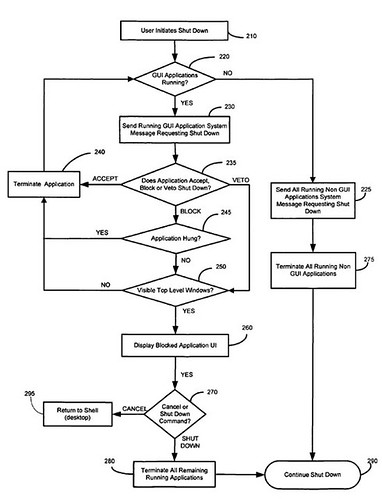 User Initiates Shut Down
210
GUI Applications
Running?
220
NO
YES
230
Send Running GUI Application System
Message Requesting Shut Down
240
Terminate Application
ACCEPT
235
Does Application Accept,
Block or Veto Shut Down?
VETO
BLOCK
245
YES
Application Hung?
NO
250
NO
Visible Top Level Windows?
YES
260
Display Blocked Application UI
YES
270
Cancel or
Shut Down
Command?
CANCEL
295
Return to Shell
(desktop)
SHUT
DOWN
280
Terminate All Remaining
Running Applications
Send All Running Non GUI
Applications System
Message Requesting Shut
Down
225
Terminate All Running Non
GUI Applications
275
290
Continue Shut Down